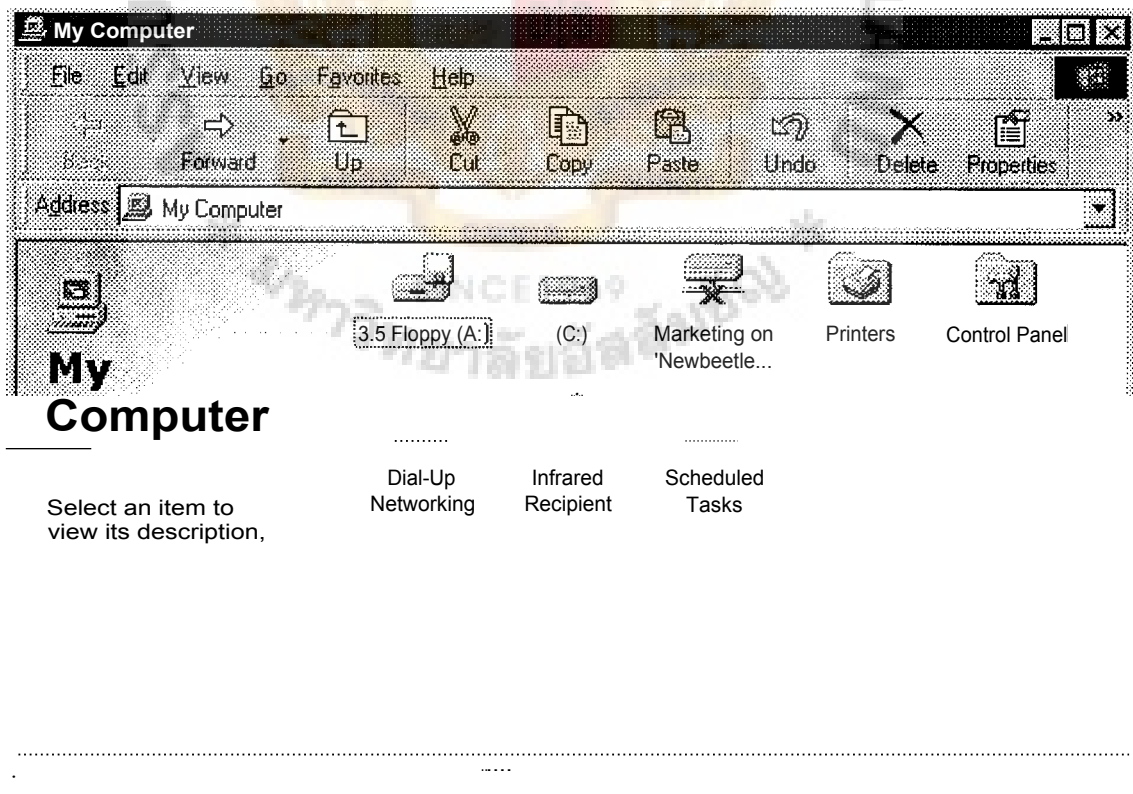 My Computer
File Edit View Go Favorites Help
Back Forward Up Cut Copy Paste Undo Delete Properties »
Address My Computer
3.5 Floppy (A:) (C:) Marketing on 'Newbeetle... Printers Control Panel
My
Computer
Dial-Up Networking Infrared Recipient Scheduled Tasks
Select an item to
view its description,